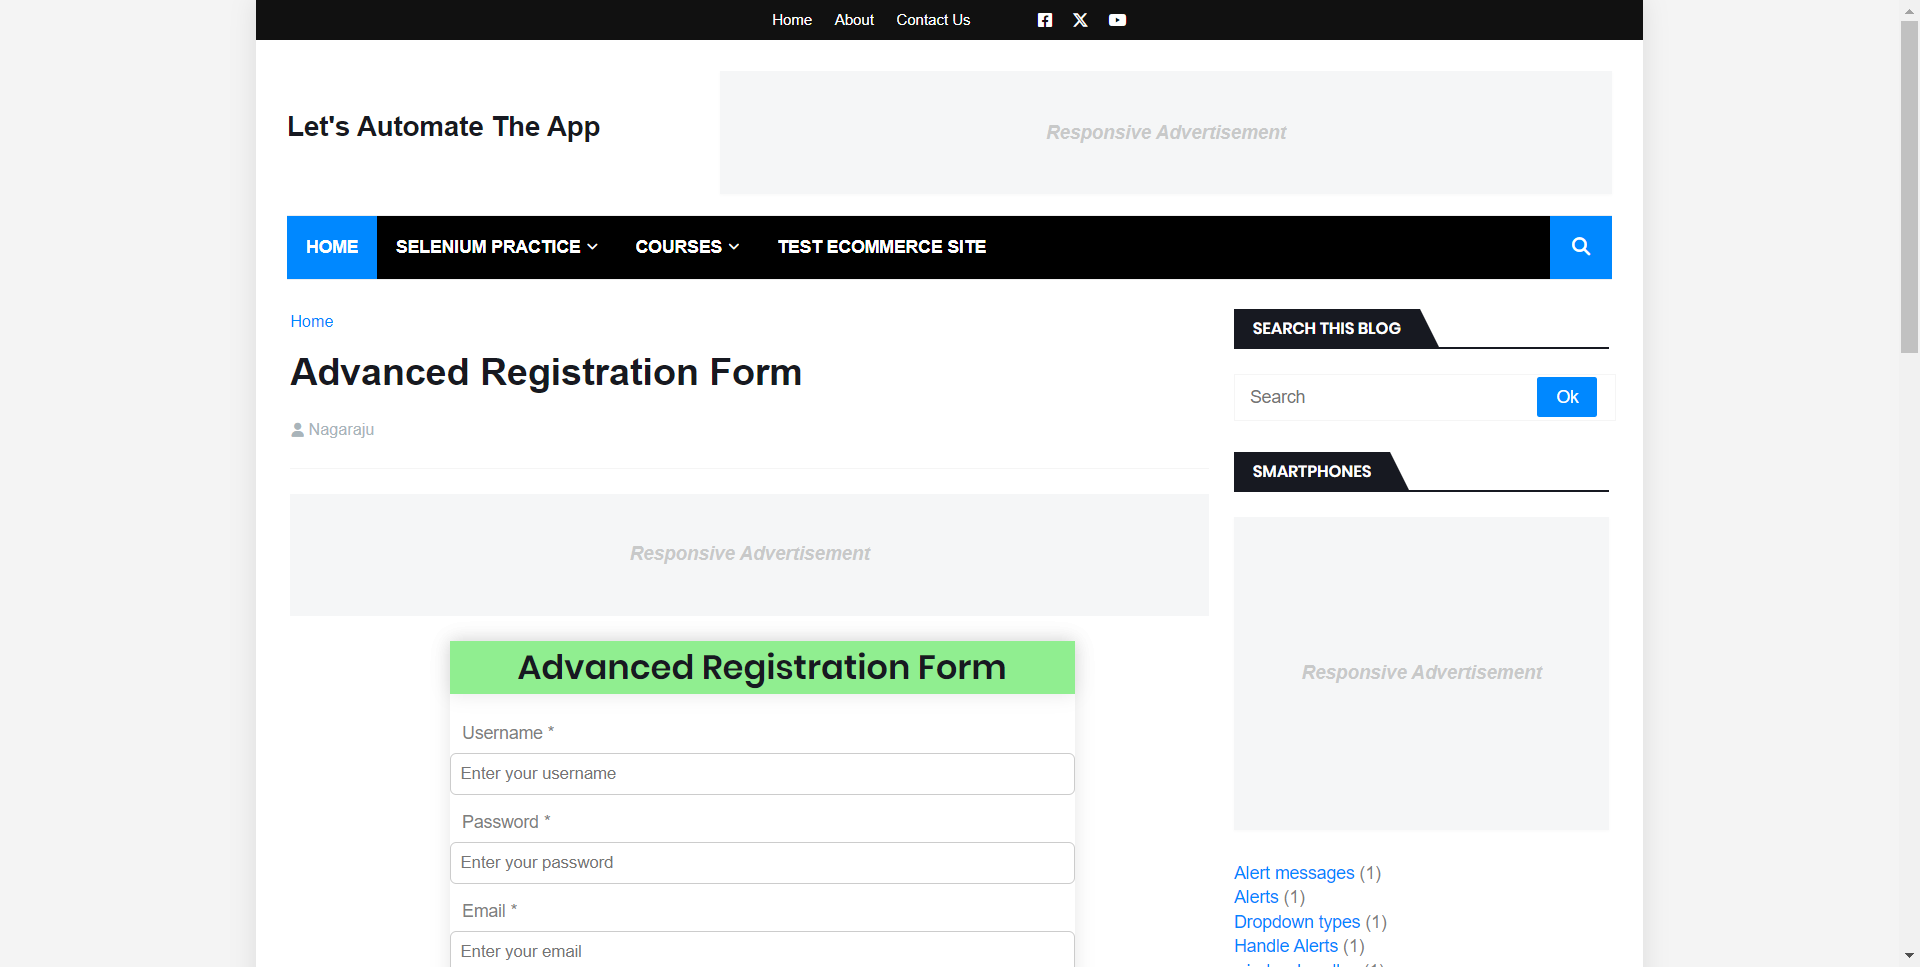 Home About Contact Us
Let's Automate The App
Responsive Advertisement
HOME SELENIUM PRACTICE COURSES TEST ECOMMERCE SITE
Home
Advanced Registration Form
Nagaraju
Responsive Advertisement
Advanced Registration Form
Username *
Enter your username
Password *
Enter your password
Email *
Enter your email
SEARCH THIS BLOG
Search Ok
SMARTPHONES
Responsive Advertisement
Alert messages (1)
Alerts (1)
Dropdown types (1)
Handle Alerts (1)